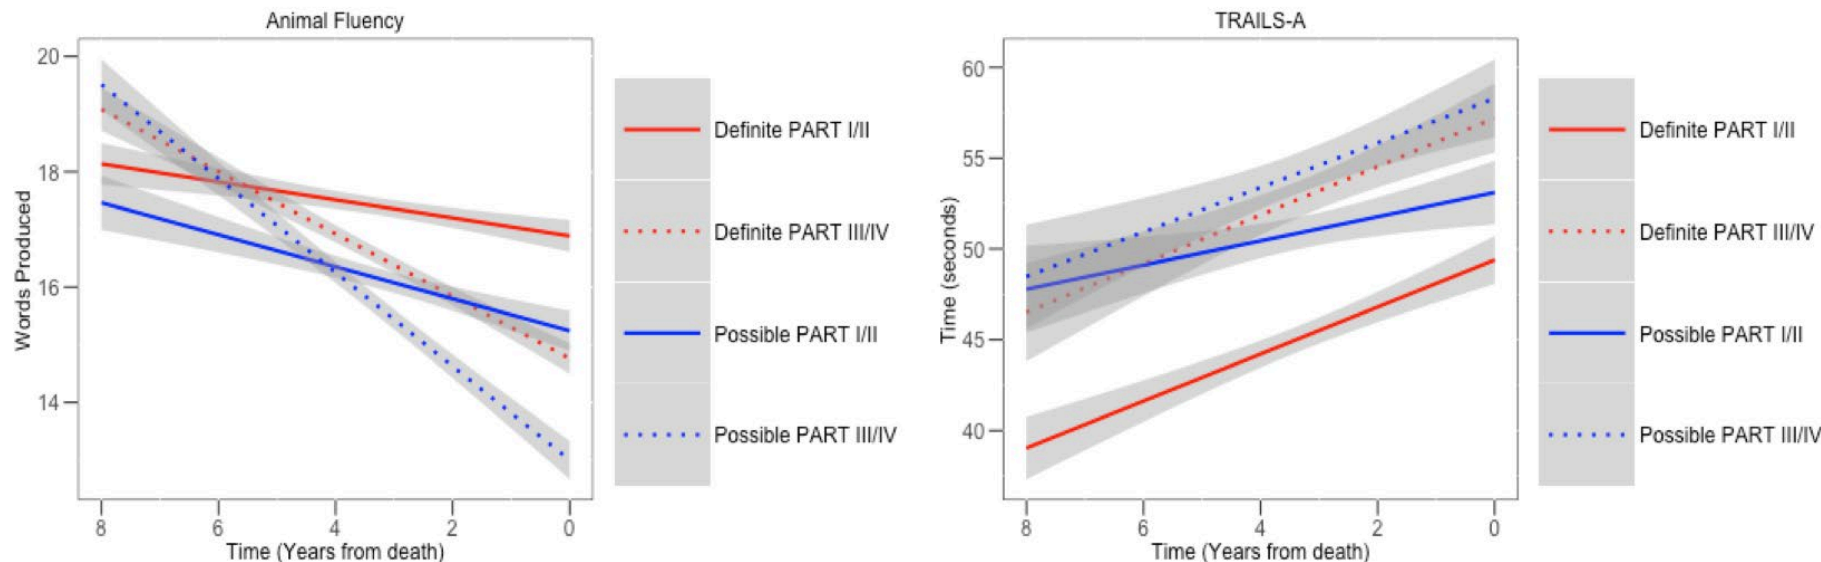 Animal Fluency
Words Produced
20
18
16
14
8 6 4 2 0
Time (Years from death)
Definite PART I/II
Definite PART III/IV
Possible PART I/II
Possible PART III/IV
TRAILS-A
Time (seconds)
60
55
50
45
40
8 6 4 2 0
Time (Years from death)
Definite PART I/II
Definite PART III/IV
Possible PART I/II
Possible PART III/IV